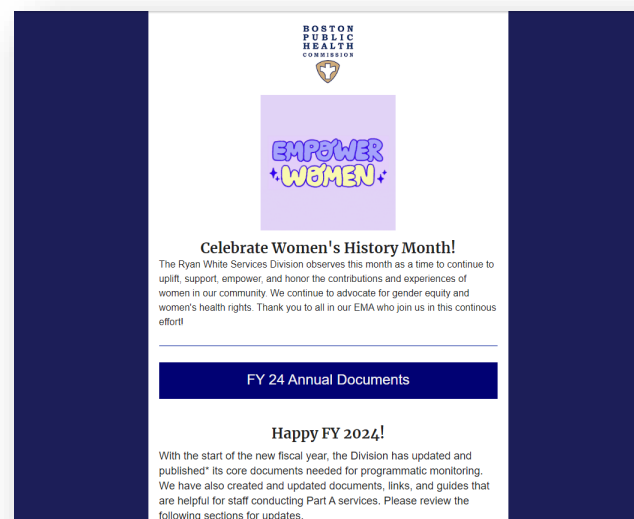 BOSTON
PUBLIC
HEALTH
COMMISSION
EMPOWER
WOMEN
Celebrate Women's History Month!
The Ryan White Services Division observes this month as a time to continue to
uplift, support, empower, and honor the contributions and experiences of
women in our community. We continue to advocate for gender equity and
women's health rights. Thank you to all in our EMA who join us in this continous
effort!
FY 24 Annual Documents
Happy FY 2024!
With the start of the new fiscal year, the Division has updated and
published* its core documents needed for programmatic monitoring.
We have also created and updated documents, links, and guides that
are helpful for staff conducting Part A services. Please review the
following sections for updates.